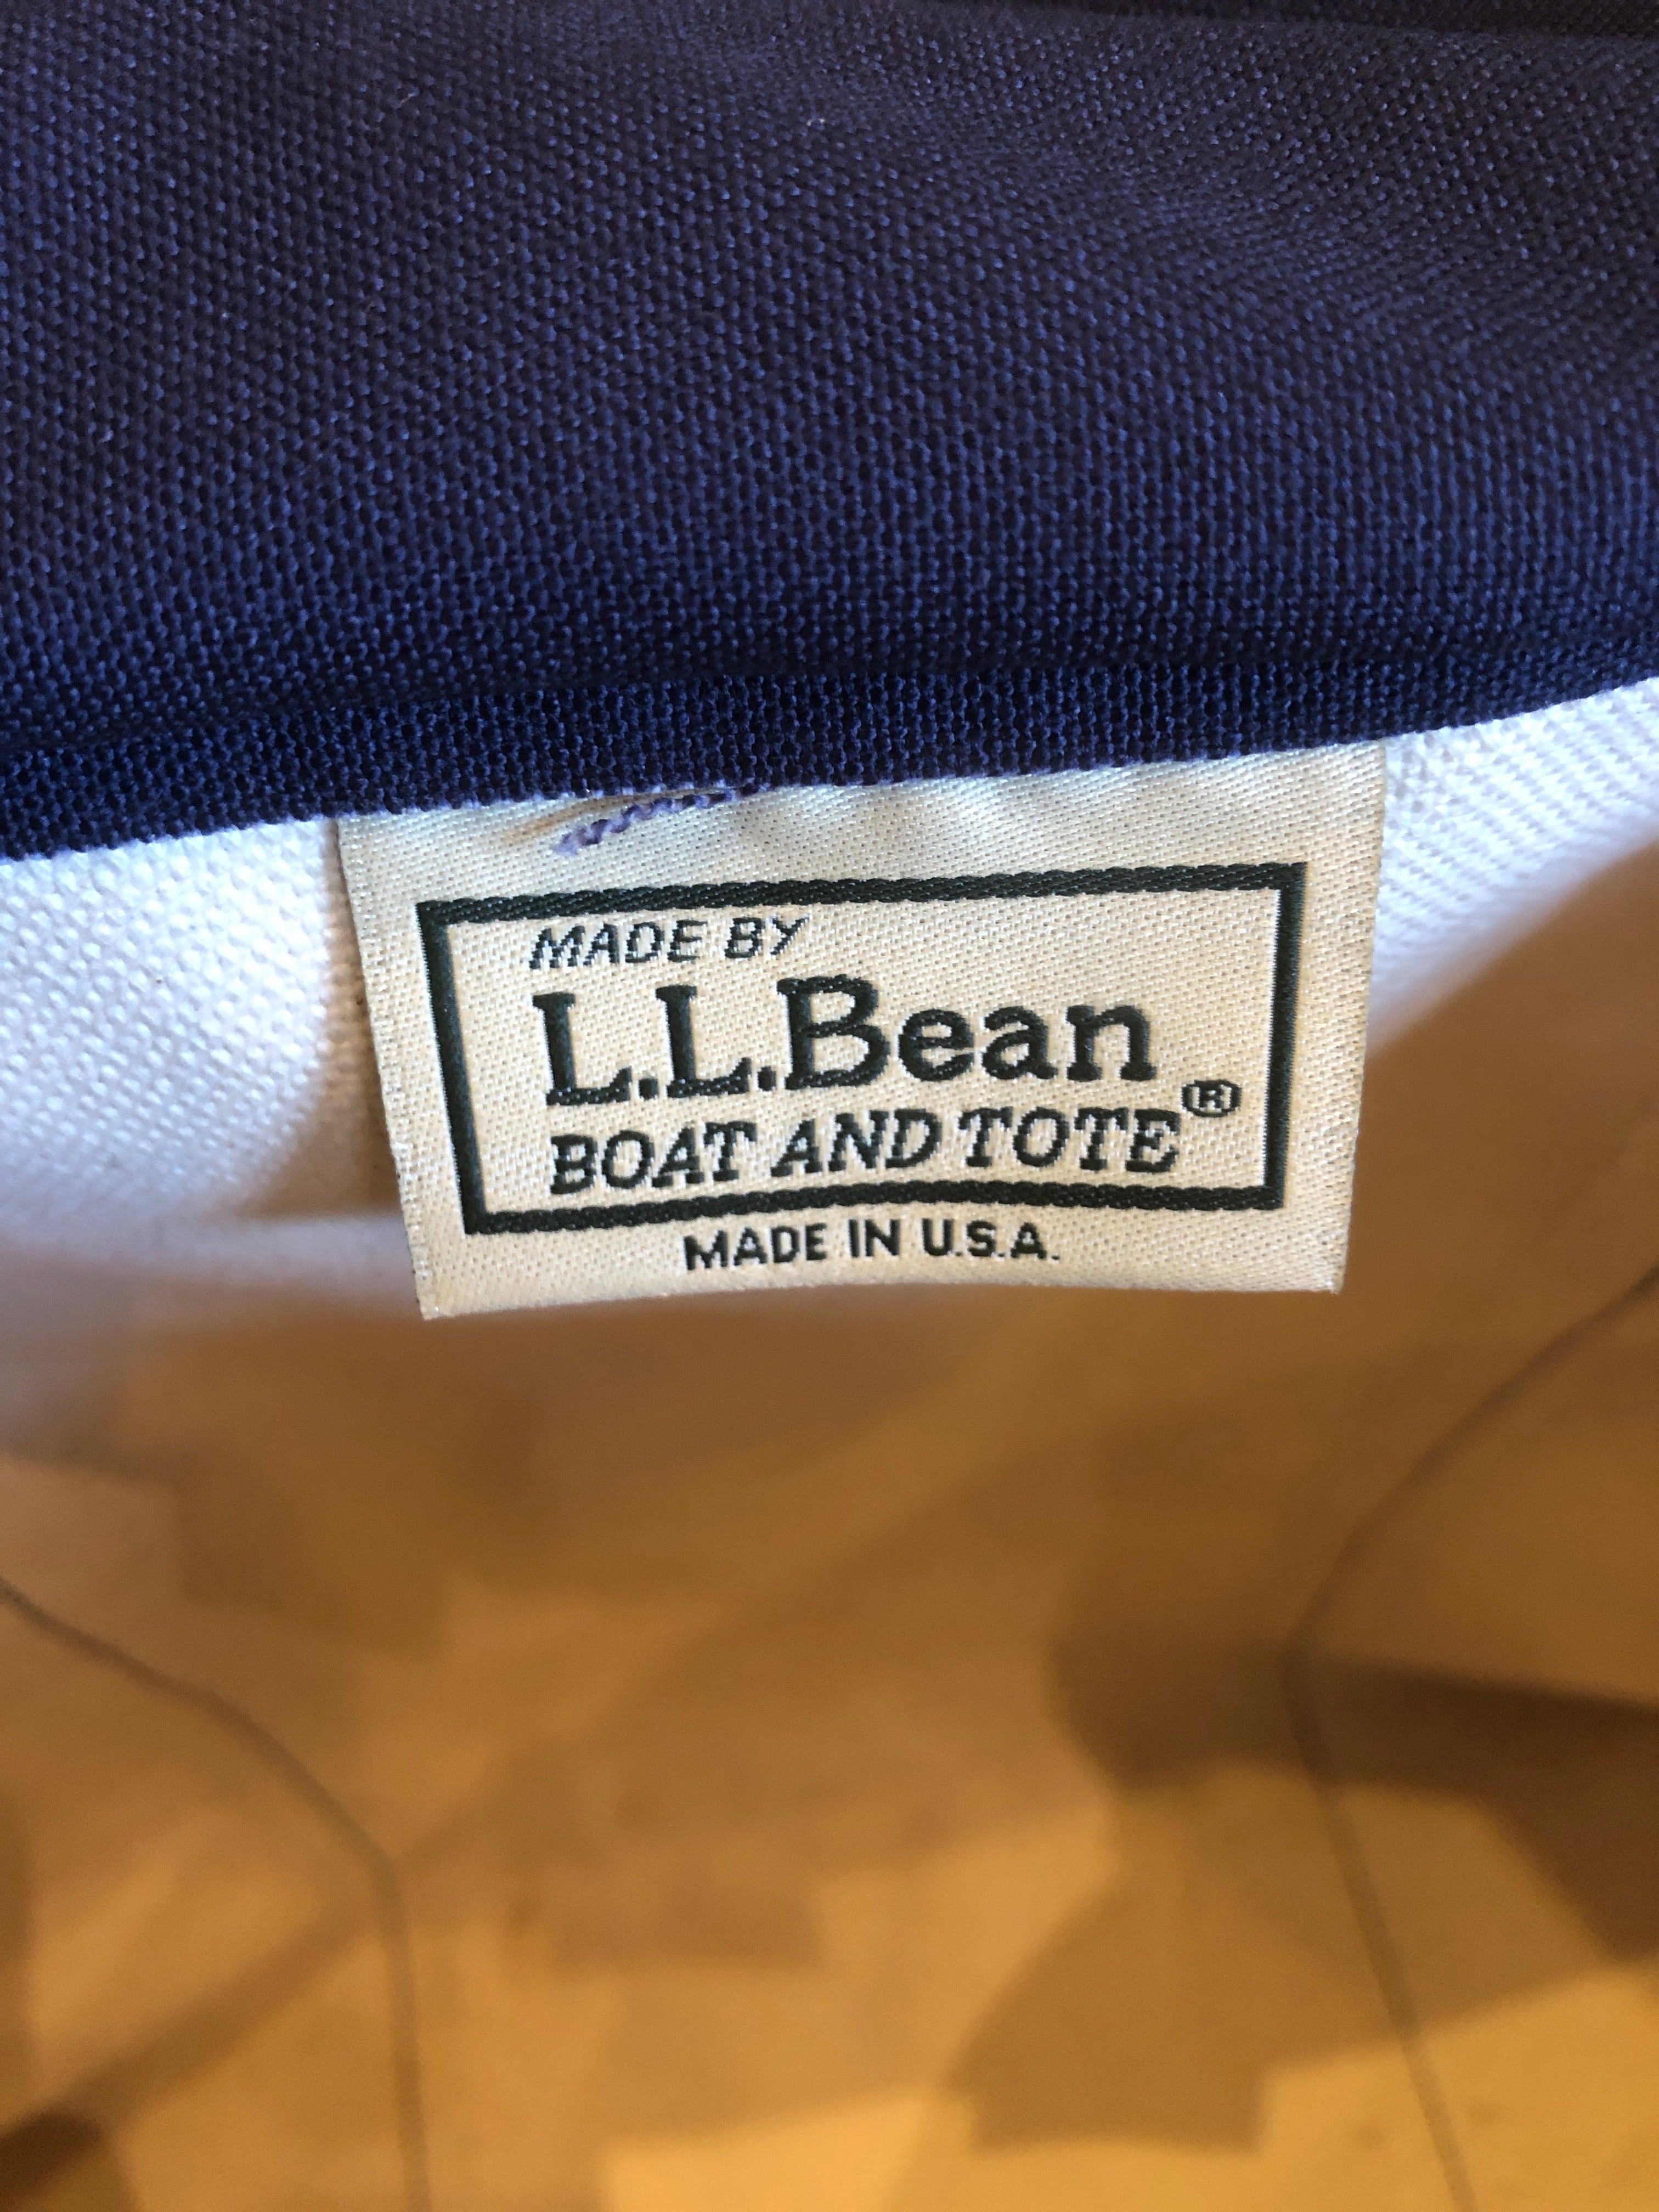 MADE BY
L.L.Bean
BOAT AND TOTE®
MADE IN U.S.A.